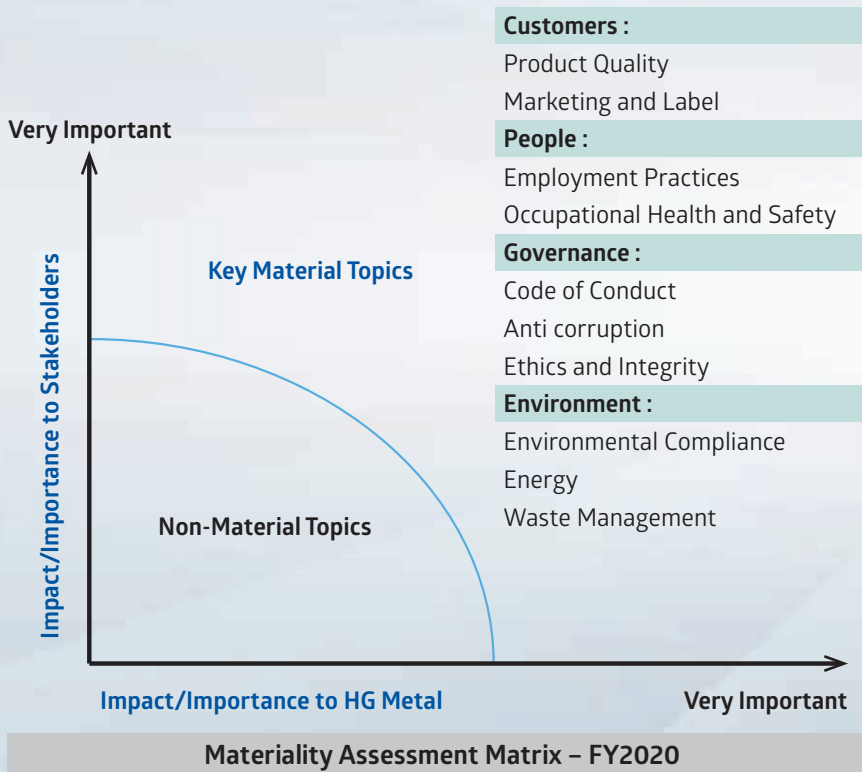 Customers :
Product Quality
Marketing and Label
People :
Employment Practices
Occupational Health and Safety
Governance :
Code of Conduct
Anti corruption
Ethics and Integrity
Environment :
Environmental Compliance
Energy
Waste Management
Very Important
Impact/Importance to Stakeholders
Key Material Topics
Non-Material Topics
Impact/Importance to HG Metal
Very Important
Materiality Assessment Matrix – FY2020